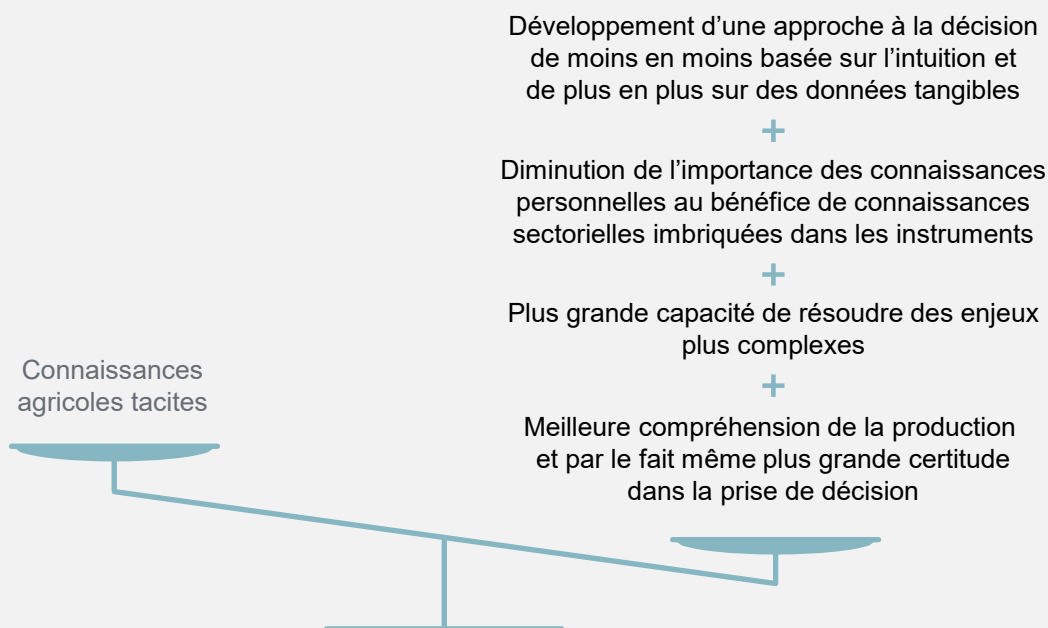 Développement d’une approche à la décision
de moins en moins basée sur l’intuition et
de plus en plus sur des données tangibles
+
Diminution de l’importance des connaissances
personnelles au bénéfice de connaissances
sectorielles imbriquées dans les instruments
+
Plus grande capacité de résoudre des enjeux
plus complexes
+
Meilleure compréhension de la production
et par le fait même plus grande certitude
dans la prise de décision
Connaissances
agricoles tacites